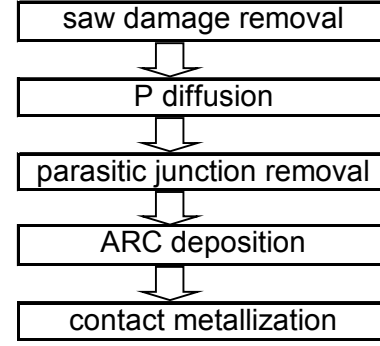 saw damage removal
P diffusion
parasitic junction removal
ARC deposition
contact metallization